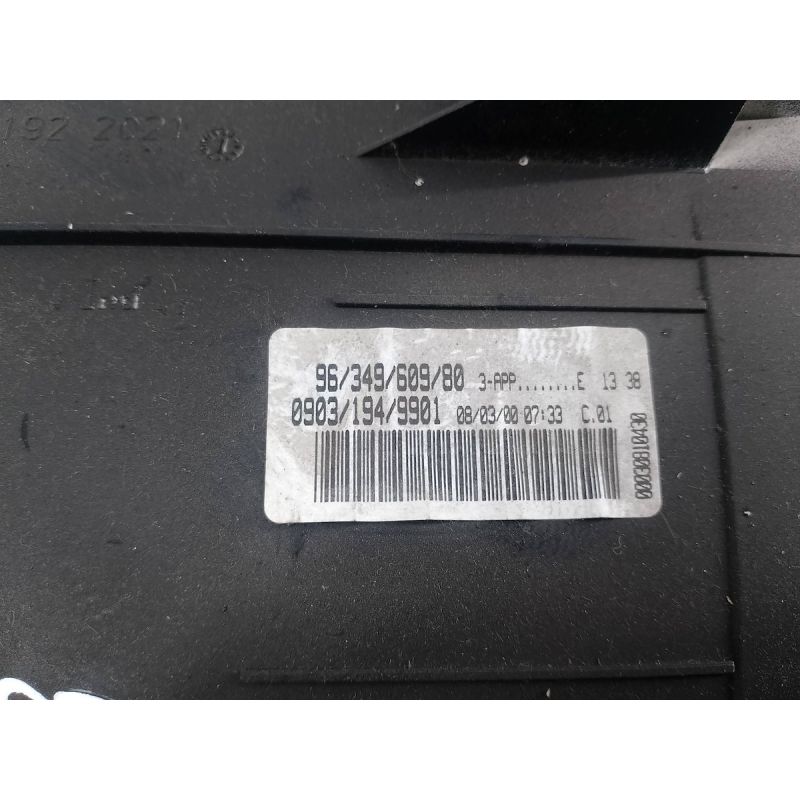 192 2021
96/349/609/80 3-APP........E 13 38
0903/194/9901 08/03/00 07:33 C.01
00030810430